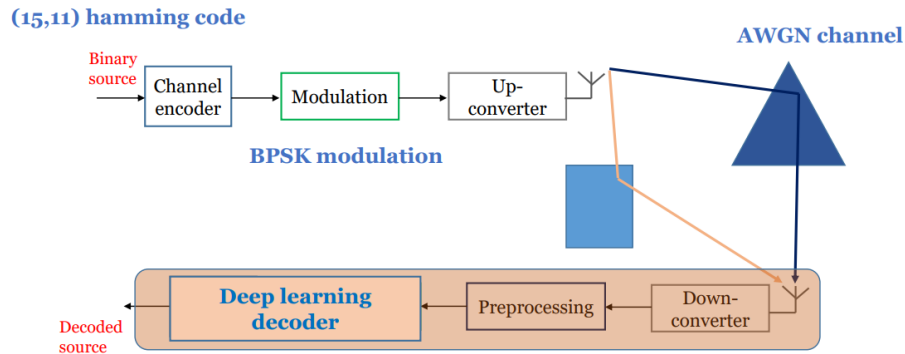 (15,11) hamming code
AWGN channel
Binary
source
Channel
encoder
Modulation
Up-
converter
BPSK modulation
Deep learning
decoder
Preprocessing
Down-
converter
Decoded
source